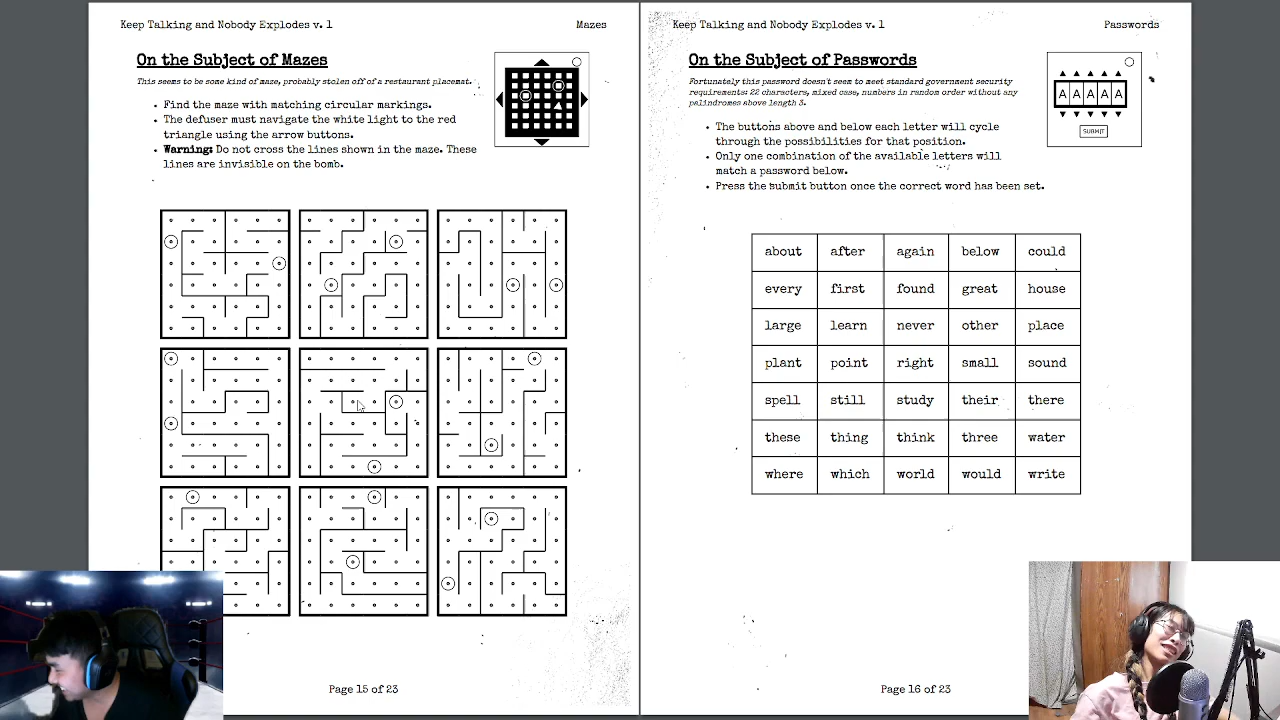 Keep Talking and Nobody Explodes v. 1
Mazes
On the Subject of Mazes
This seems to be some kind of maze, probably stolen off of a restaurant placemat.
• Find the maze with matching circular markings.
• The defuser must navigate the white light to the red
triangle using the arrow buttons.
• Warning: Do not cross the lines shown in the maze. These
lines are invisible on the bomb.
Page 15 of 23
Keep Talking and Nobody Explodes v. 1
Passwords
On the Subject of Passwords
Fortunately this password doesn't seem to meet standard government security
requirements: 22 characters, mixed case, numbers in random order without any
palindromes above length 3.
A A A A A
SUBMIT
• The buttons above and below each letter will cycle
through the possibilities for that position.
• Only one combination of the available letters will
match a password below.
• Press the submit button once the correct word has been set.
about after again below could
every first found great house
large learn never other place
plant point right small sound
spell still study their there
these thing think three water
where which world would write
Page 16 of 23